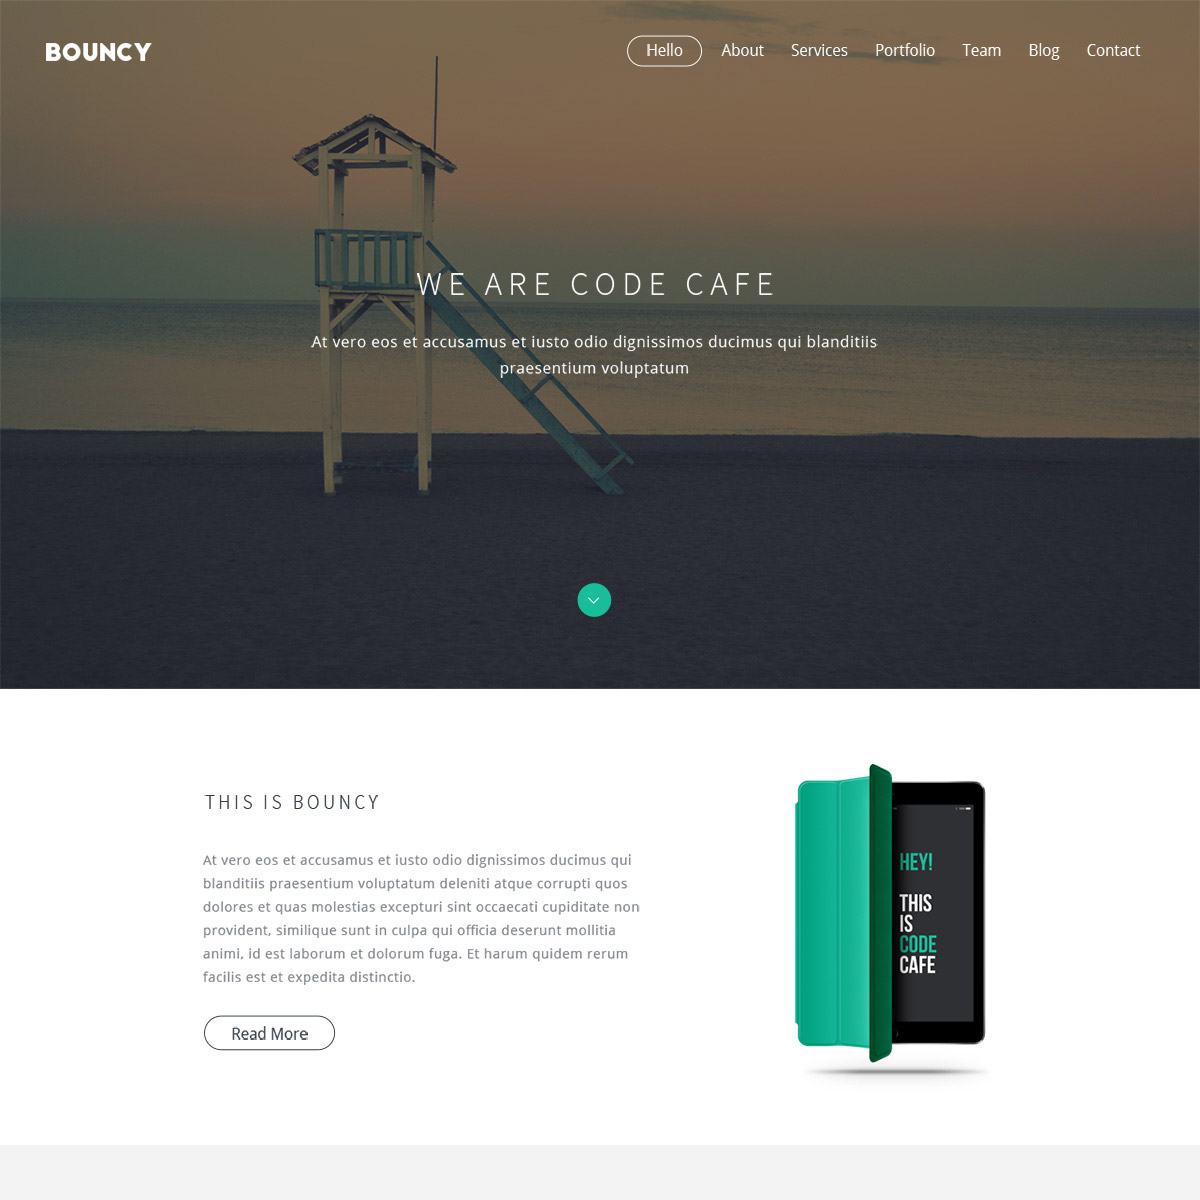 BOUNCY
Hello About Services Portfolio Team Blog Contact
WE ARE CODE CAFE
At vero eos et accusamus et iusto odio dignissimos ducimus qui blanditiis
praesentium voluptatum
THIS IS BOUNCY
At vero eos et accusamus et iusto odio dignissimos ducimus qui
blanditiis praesentium voluptatum deleniti atque corrupti quos
dolores et quas molestias excepturi sint occaecati cupiditate non
provident, similique sunt in culpa qui officia deserunt mollitia
animi, id est laborum et dolorum fuga. Et harum quidem rerum
facilis est et expedita distinctio.
Read More
HEY!
THIS
IS
CODE
CAFE